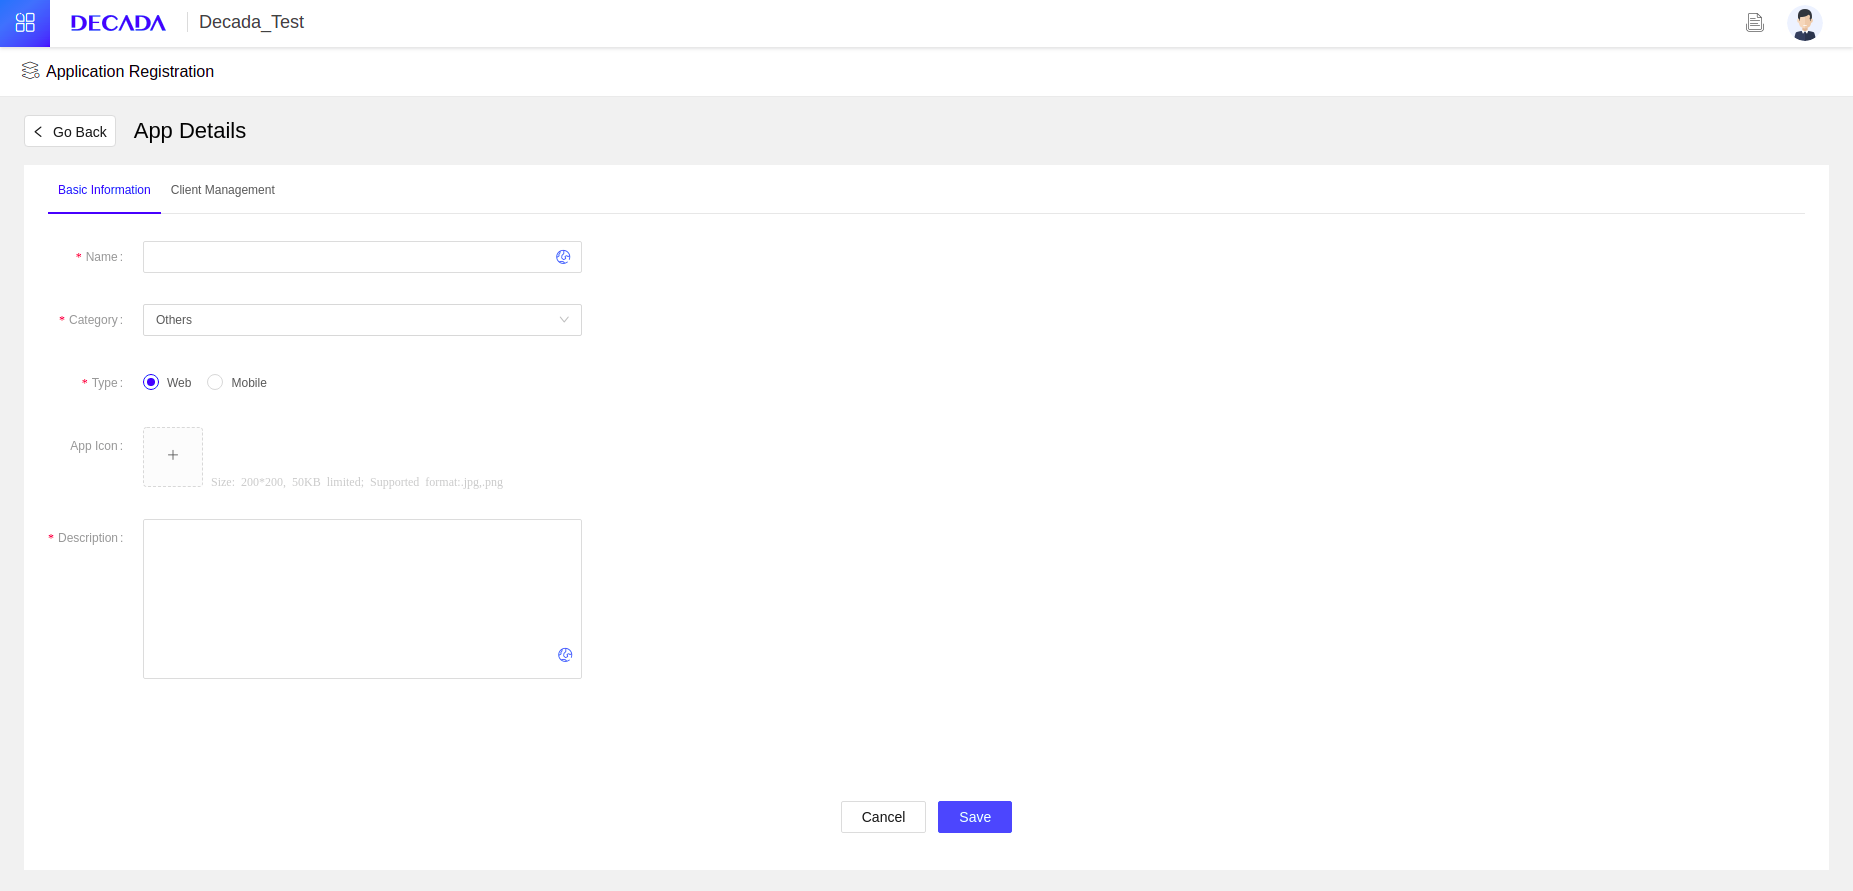 DECADA Decada_Test
Application Registration
Go Back App Details
Basic Information Client Management
* Name :
* Category : Others
* Type : Web Mobile
App Icon :
Size: 200*200, 50KB limited; Supported format:.jpg,.png
* Description :
Cancel Save